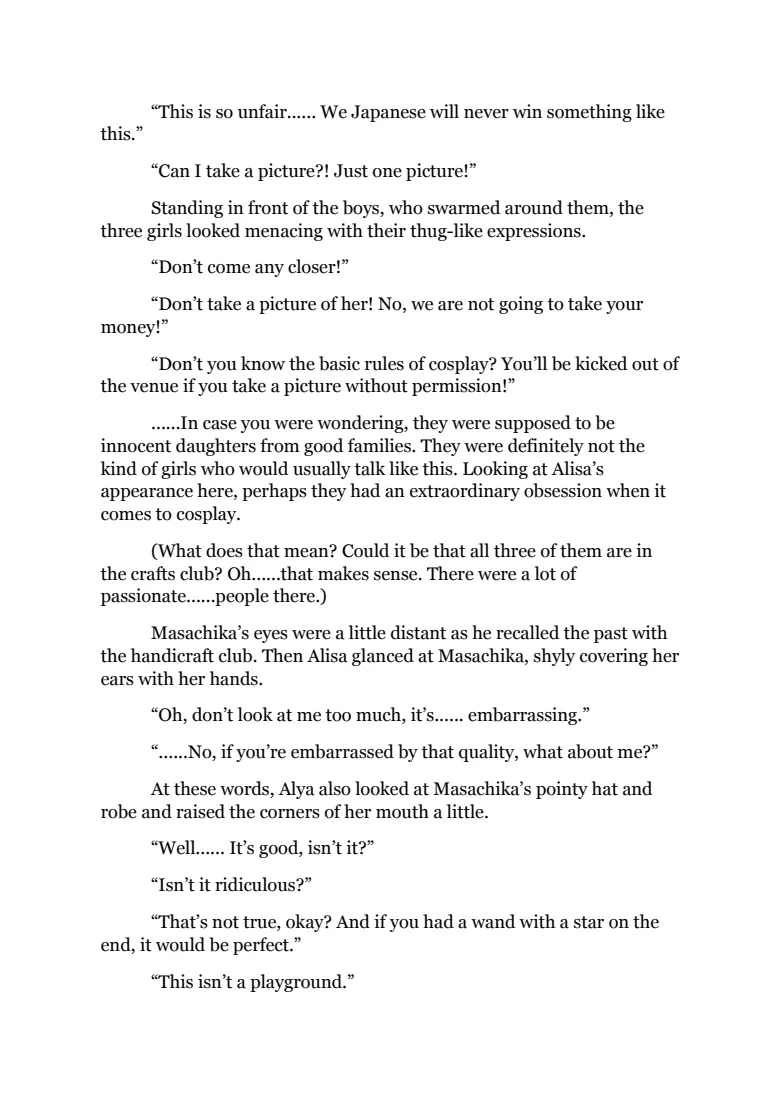 “This is so unfair...... We Japanese will never win something like
this.”
“Can I take a picture?! Just one picture!”
Standing in front of the boys, who swarmed around them, the
three girls looked menacing with their thug-like expressions.
“Don’t come any closer!”
“Don’t take a picture of her! No, we are not going to take your
money!”
“Don’t you know the basic rules of cosplay? You’ll be kicked out of
the venue if you take a picture without permission!”
......In case you were wondering, they were supposed to be
innocent daughters from good families. They were definitely not the
kind of girls who would usually talk like this. Looking at Alisa’s
appearance here, perhaps they had an extraordinary obsession when it
comes to cosplay.
(What does that mean? Could it be that all three of them are in
the crafts club? Oh......that makes sense. There were a lot of
passionate......people there.)
Masachika’s eyes were a little distant as he recalled the past with
the handicraft club. Then Alisa glanced at Masachika, shyly covering her
ears with her hands.
“Oh, don’t look at me too much, it’s...... embarrassing.”
“......No, if you’re embarrassed by that quality, what about me?”
At these words, Alya also looked at Masachika’s pointy hat and
robe and raised the corners of her mouth a little.
“Well...... It’s good, isn’t it?”
“Isn’t it ridiculous?”
“That’s not true, okay? And if you had a wand with a star on the
end, it would be perfect.”
“This isn’t a playground.”